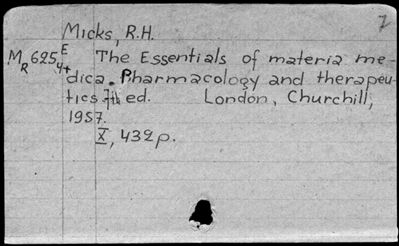 7
Micks, R.H.
MR 625 E The Essentials of materia me-
4+ dica. Pharmacology and therapeu-
tics 7th ed. London, Churchill,
1957.
X, 432p.